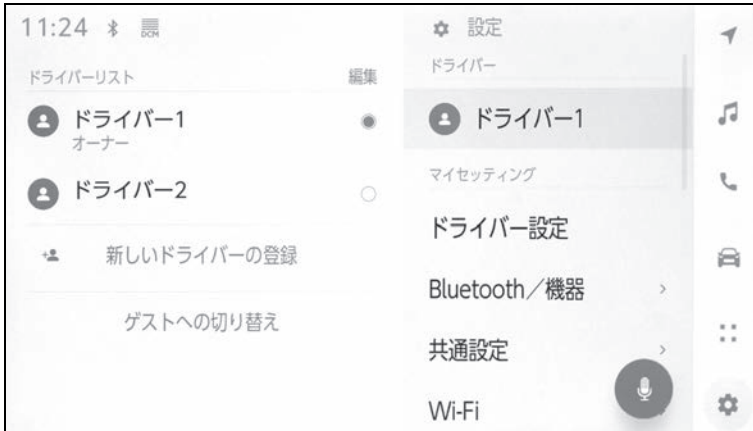 11:24
DCM
ドライバーリスト
編集
ドライバー1
オーナー
ドライバー2
新しいドライバーの登録
ゲストへの切り替え
設定
ドライバー
ドライバー1
マイセッティング
ドライバー設定
Bluetooth／機器
共通設定
Wi-Fi